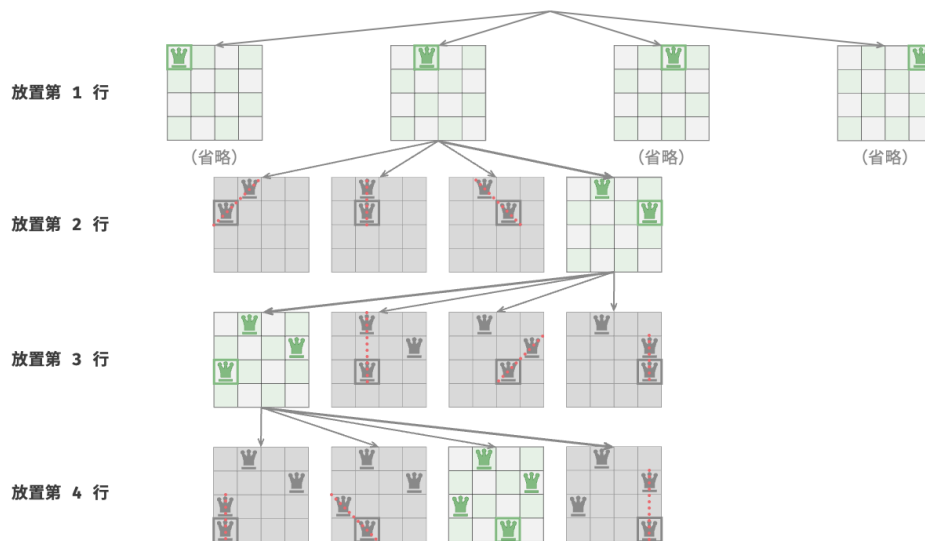 放置第 1 行
(省略)
(省略)
(省略)
放置第 2 行
放置第 3 行
放置第 4 行